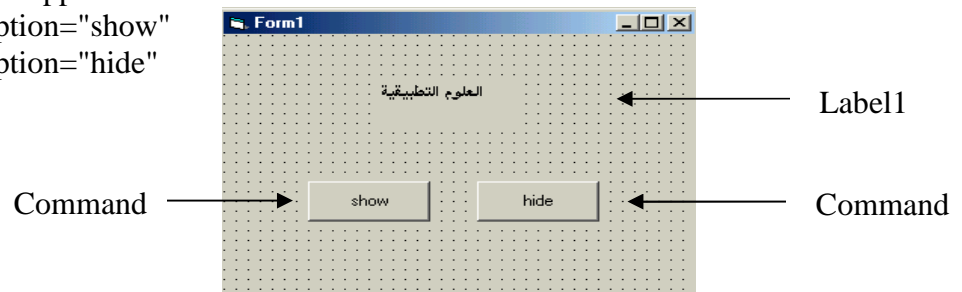 ption="show"
ption="hide"
Form1
العلوم التطبيقية
Label1
Command
show
hide
Command